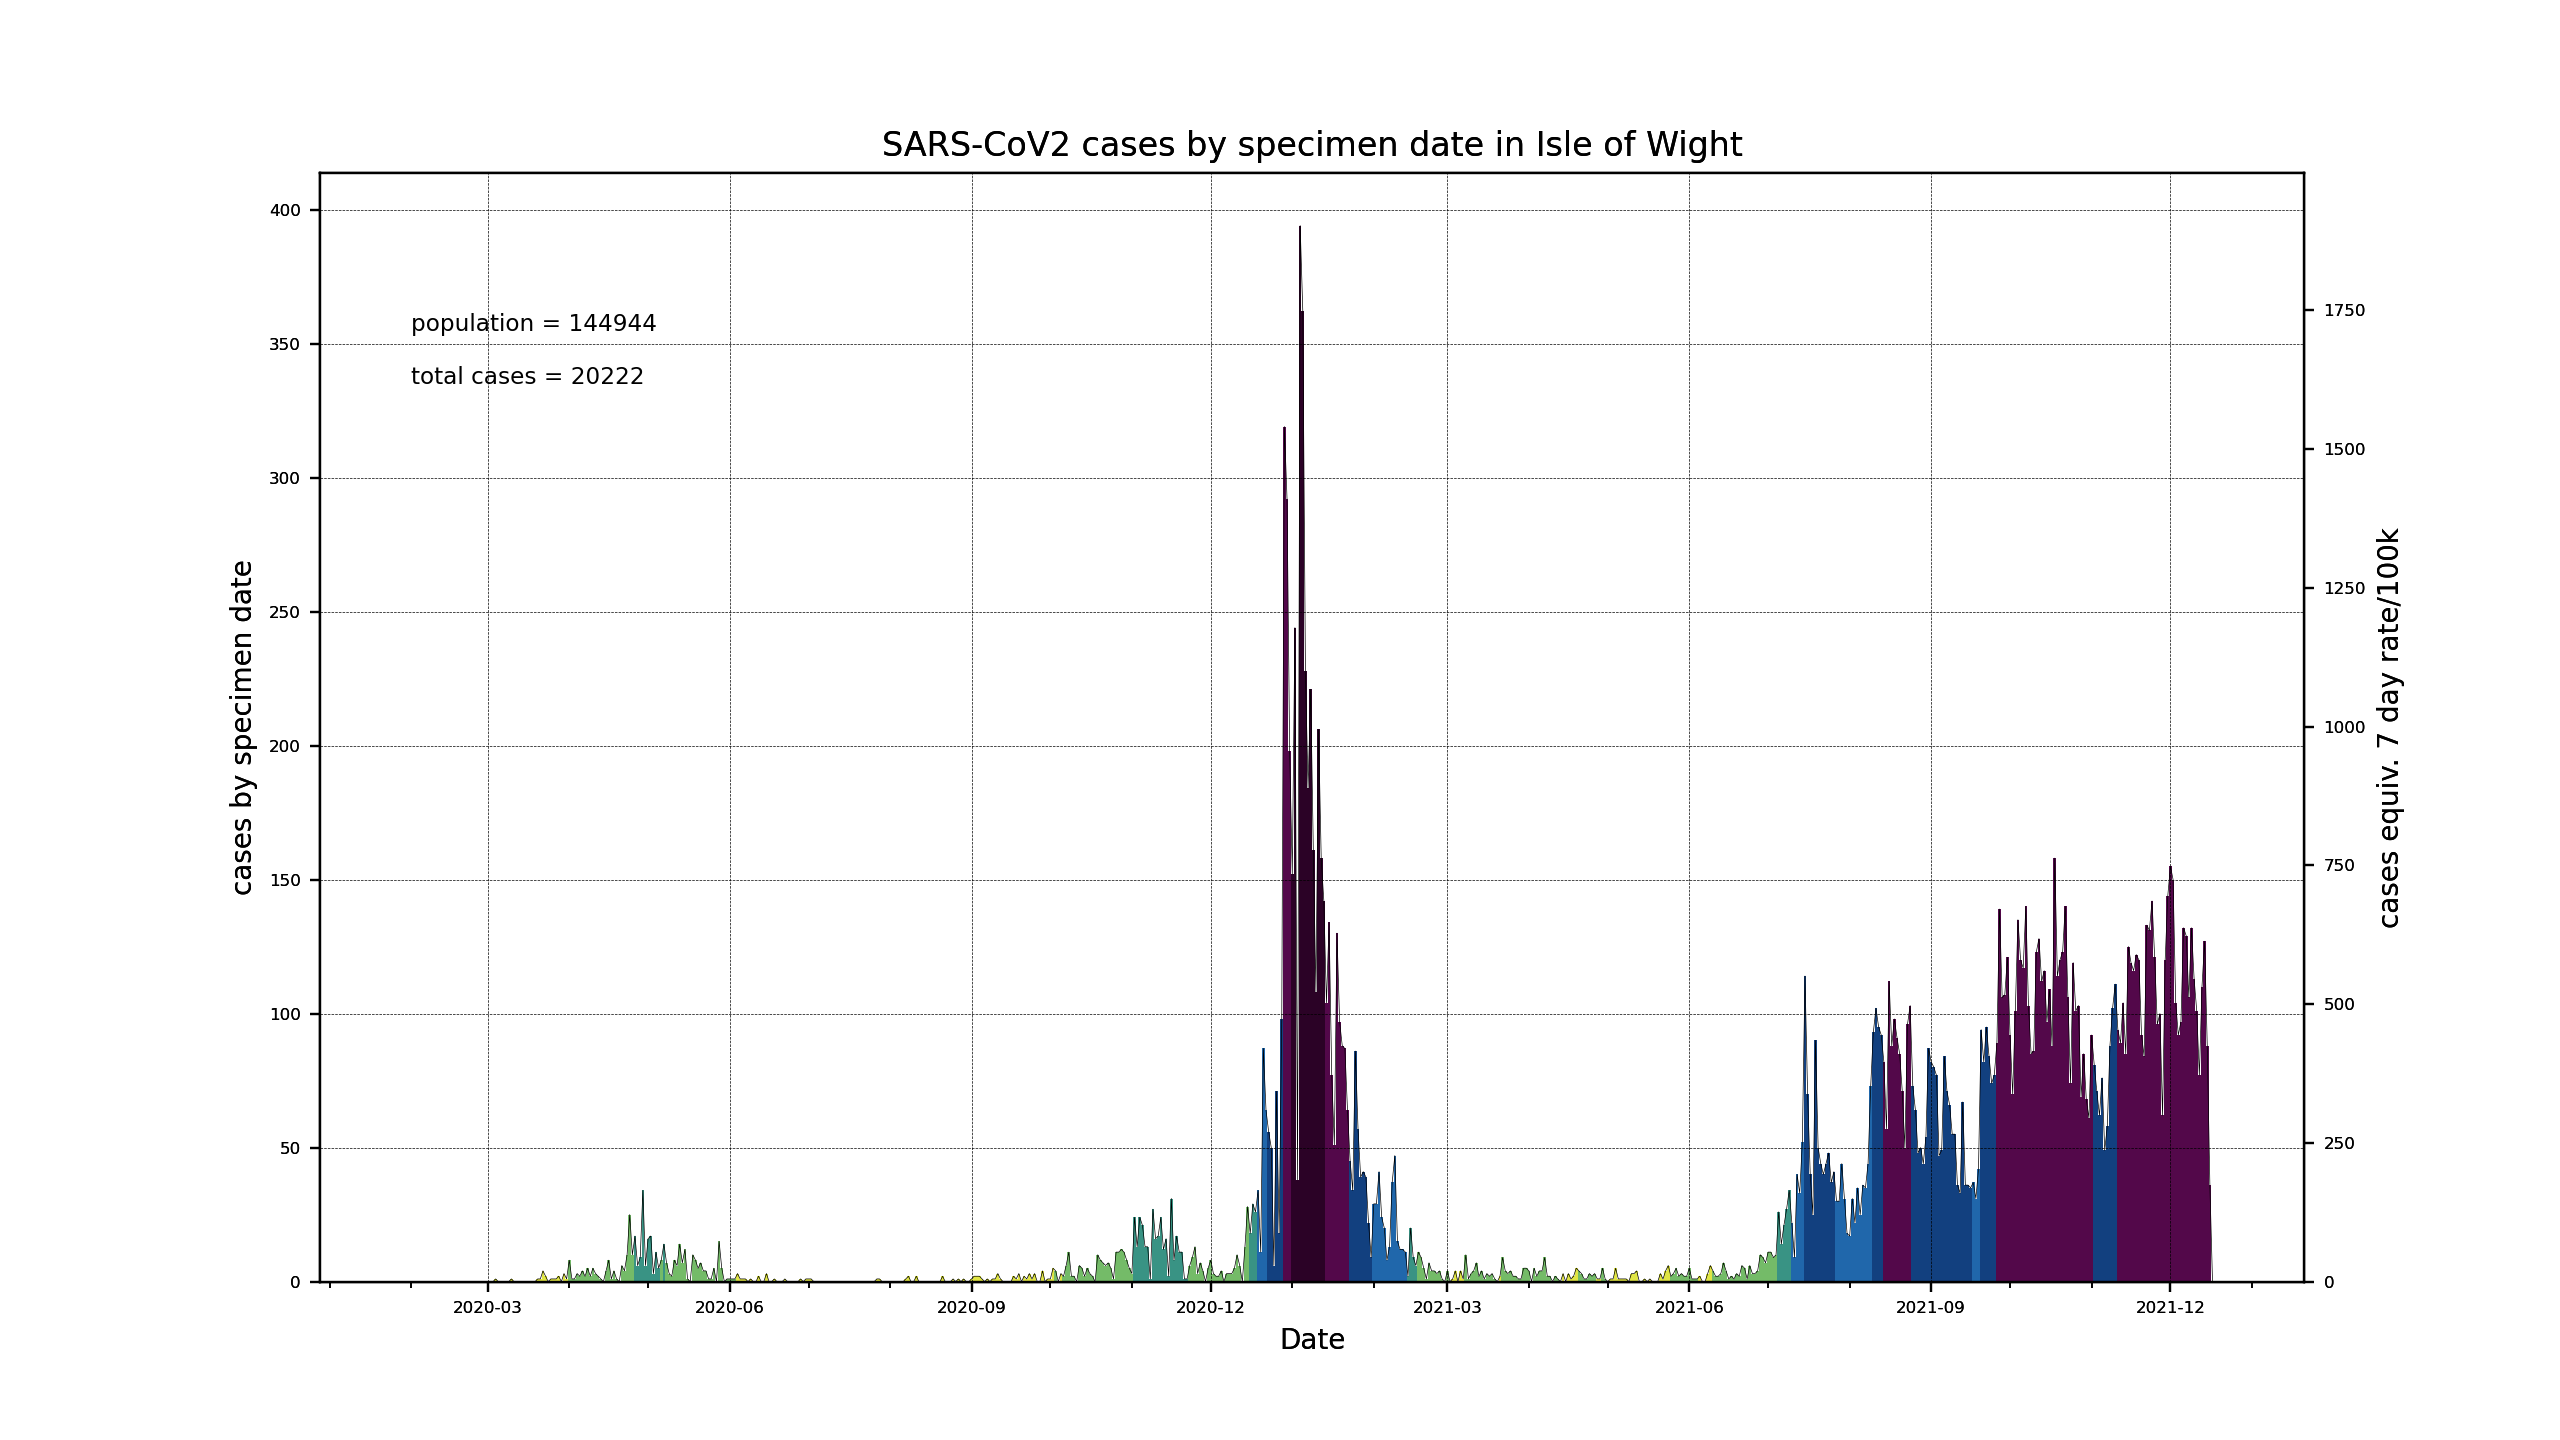 SARS-CoV2 cases by specimen date in Isle of Wight
population = 144944
total cases = 20222
cases by specimen date
400
350
300
250
200
150
100
50
0
1750
1500
1250
1000
750
500
250
0
cases equiv. 7 day rate/100k
2020-03 2020-06 2020-09 2020-12 2021-03 2021-06 2021-09 2021-12
Date